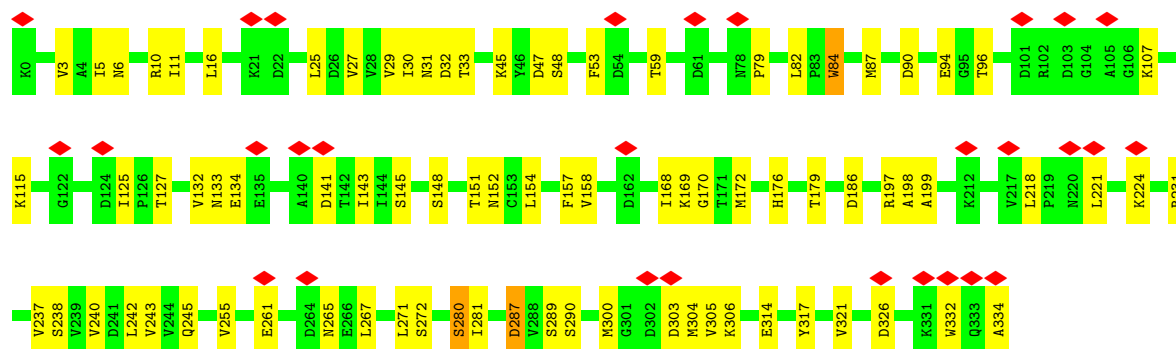 K0 V3 A4 I5 N6 R10 I11 L16 K21 D22 L25 D26 V27 V28 V29 I30 N31 D32 T33 K45 Y46 D47 S48 F53 D54 T59 D61 N78 P79 L82 P83 W84 M87 D90 E94 G95 T96 D101 R102 D103 G104 A105 G106 K107
K115 G122 D124 I125 P126 T127 V132 N133 E134 E135 A140 D141 T142 I143 I144 S145 S148 T151 N152 C153 L154 F157 V158 D162 I168 K169 G170 T171 M172 H176 T179 D186 R197 A198 A199 K212 V217 L218 P219 N220 L221 K224
V237 S238 V239 V240 D241 L242 V243 V244 Q245 V255 E261 D264 N265 E266 L267 L271 S272 S280 I281 D287 V288 S289 S290 M300 G301 D302 D303 M304 V305 K306 E314 Y317 V321 D326 K331 W332 Q333 A334